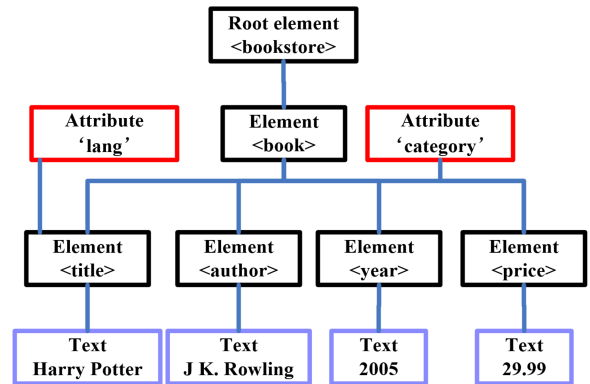 Root element
<bookstore>
Attribute
‘lang’
Element
<book>
Attribute
‘category’
Element
<title>
Element
<author>
Element
<year>
Element
<price>
Text
Harry Potter
Text
J K. Rowling
Text
2005
Text
29.99